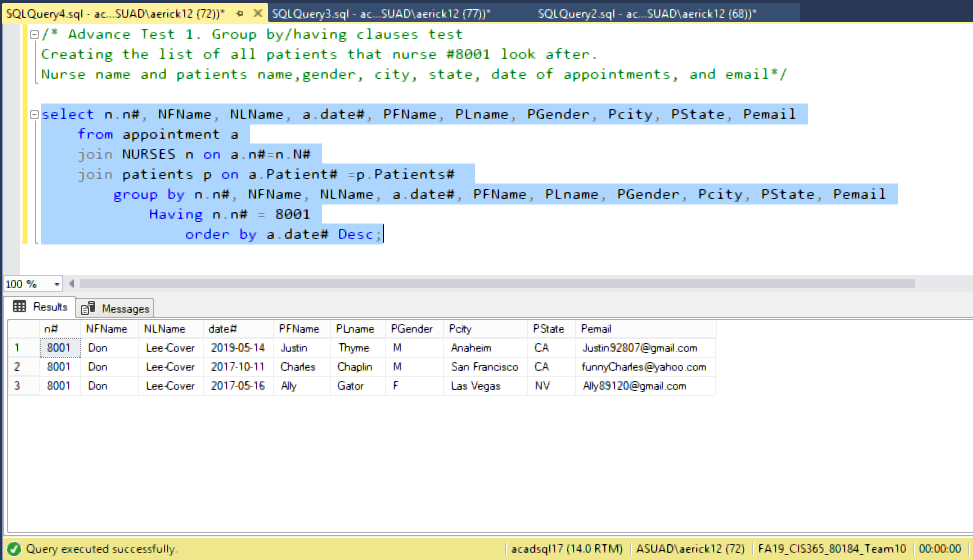 SQLQuery4.sql - ac...SUAD\aerick12 (72))* SQLQuery3.sql - ac...SUAD\aerick12 (77))* SQLQuery2.sql - ac...SUAD\aerick12 (68))*
/* Advance Test 1. Group by/having clauses test
Creating the list of all patients that nurse #8001 look after.
Nurse name and patients name,gender, city, state, date of appointments, and email*/
select n.n#, NFName, NLName, a.date#, PFName, PLname, PGender, Pcity, PState, Pemail
from appointment a
join NURSES n on a.n#=n.N#
join patients p on a.Patient# =p.Patients#
group by n.n#, NFName, NLName, a.date#, PFName, PLname, PGender, Pcity, PState, Pemail
Having n.n# = 8001
order by a.date# Desc;
100 %
Results Messages
n# NFName NLName date# PFName PLname PGender Pcity PState Pemail
1 8001 Don Lee-Cover 2019-05-14 Justin Thyme M Anaheim CA Justin92807@gmail.com
2 8001 Don Lee-Cover 2017-10-11 Charles Chaplin M San Francisco CA funnyCharles@yahoo.com
3 8001 Don Lee-Cover 2017-05-16 Ally Gator F Las Vegas NV Ally89120@gmail.com
Query executed successfully. acadsql17 (14.0 RTM) ASUAD\aerick12 (72) FA19_CIS365_80184_Team10 00:00:00